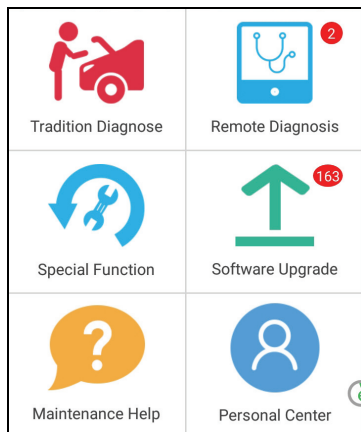 2
Tradition Diagnose
Remote Diagnosis
163
Special Function
Software Upgrade
?
Maintenance Help
Personal Center